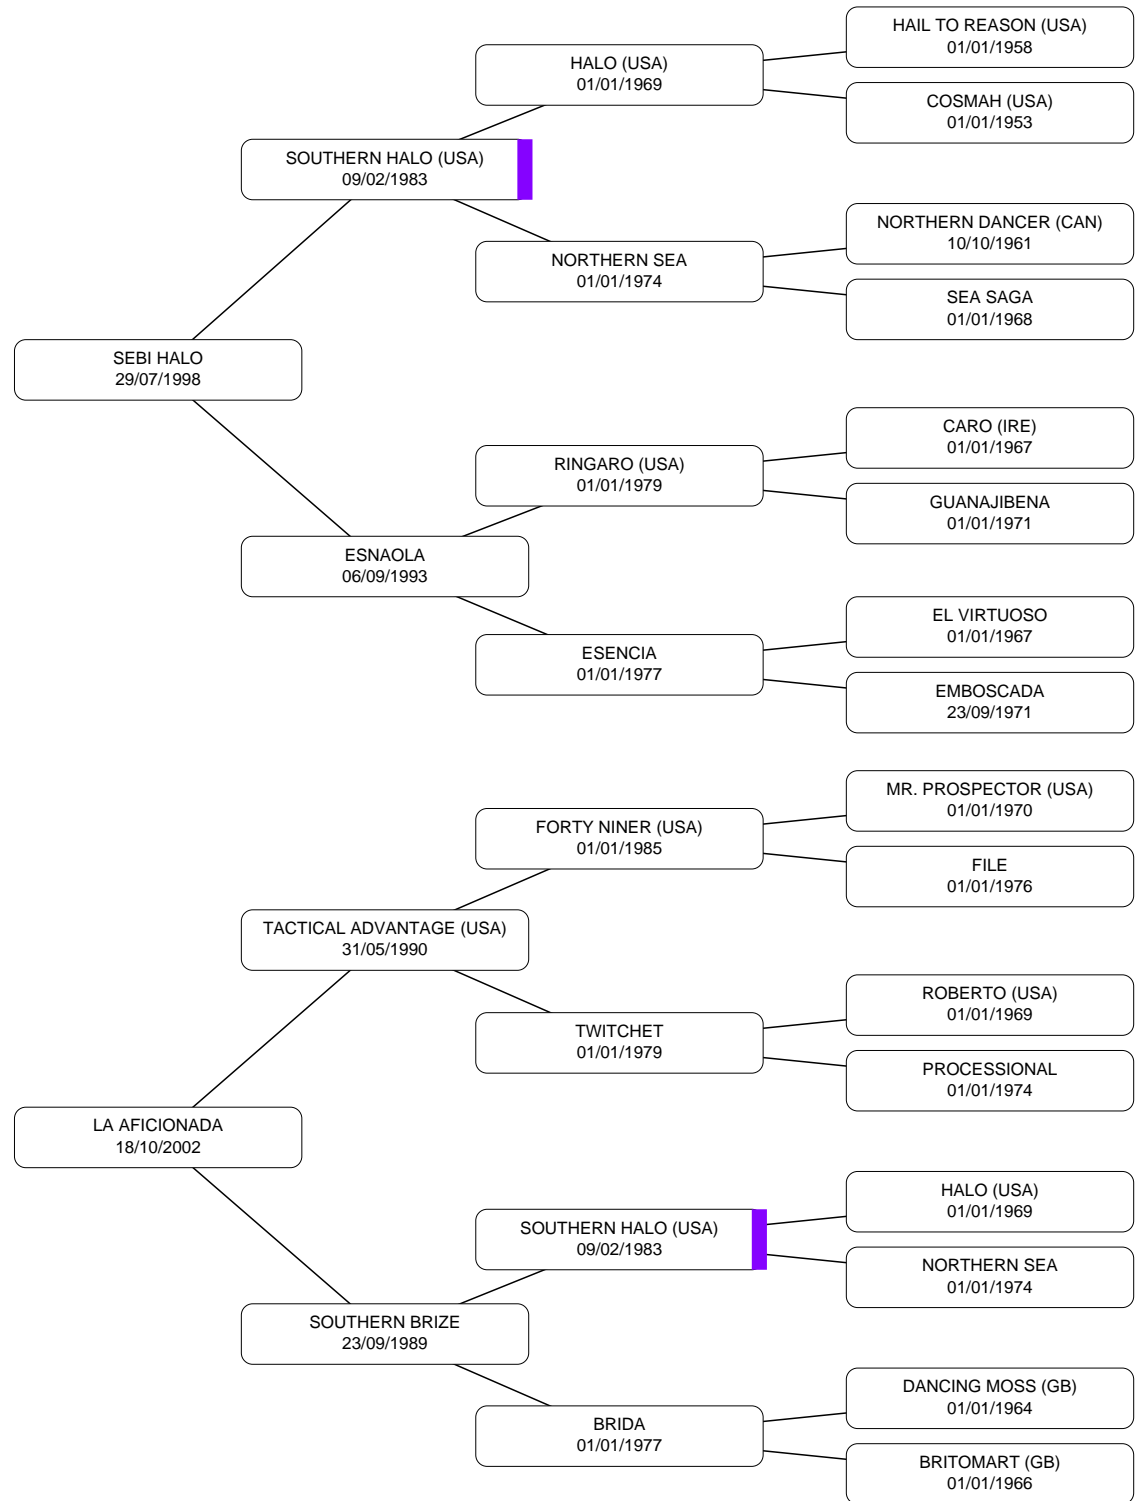 HAIL TO REASON (USA)
01/01/1958
HALO (USA)
01/01/1969
COSMAH (USA)
01/01/1953
SOUTHERN HALO (USA)
09/02/1983
NORTHERN DANCER (CAN)
10/10/1961
NORTHERN SEA
01/01/1974
SEA SAGA
01/01/1968
SEBI HALO
29/07/1998
CARO (IRE)
01/01/1967
RINGARO (USA)
01/01/1979
GUANAJIBENA
01/01/1971
ESNAOLA
06/09/1993
EL VIRTUOSO
01/01/1967
ESENCIA
01/01/1977
EMBOSCADA
23/09/1971
MR. PROSPECTOR (USA)
01/01/1970
FORTY NINER (USA)
01/01/1985
FILE
01/01/1976
TACTICAL ADVANTAGE (USA)
31/05/1990
ROBERTO (USA)
01/01/1969
TWITCHET
01/01/1979
PROCESSIONAL
01/01/1974
LA AFICIONADA
18/10/2002
HALO (USA)
01/01/1969
SOUTHERN HALO (USA)
09/02/1983
NORTHERN SEA
01/01/1974
SOUTHERN BRIZE
23/09/1989
DANCING MOSS (GB)
01/01/1964
BRIDA
01/01/1977
BRITOMART (GB)
01/01/1966